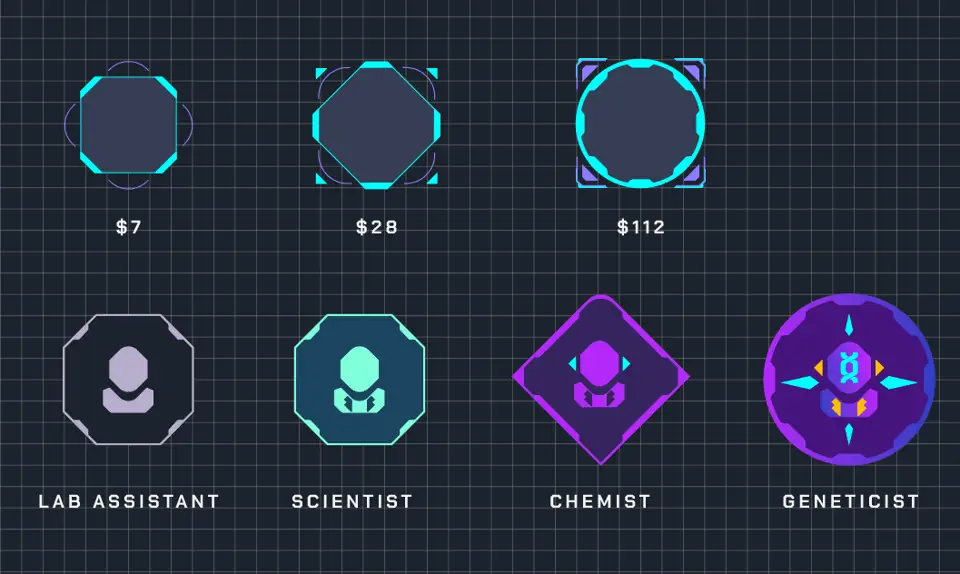 $7
$28
$112
LAB ASSISTANT
SCIENTIST
CHEMIST
GENETICIST